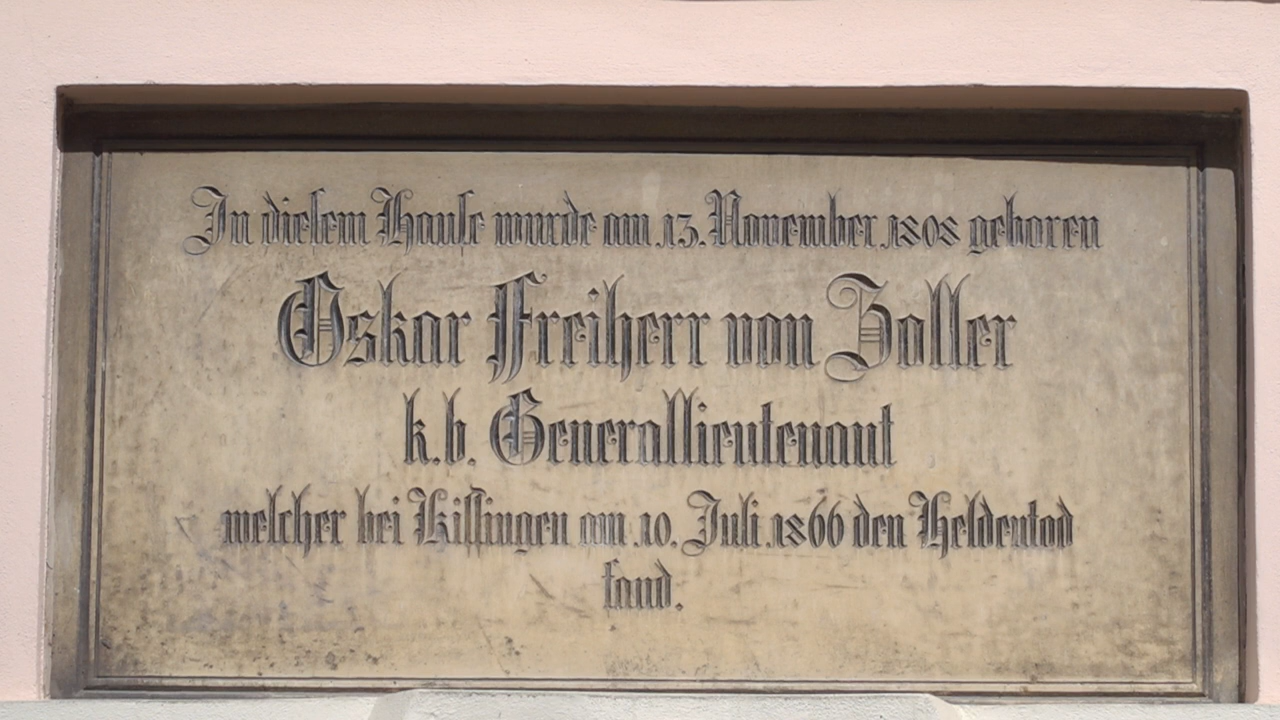 In diesem Hause wurde am 13. November 1808 geboren
Oskar Freiherr von Zoller
k. b. Generallieutenant
welcher bei Kissingen am 10. Juli 1866 den Heldentod
fand.